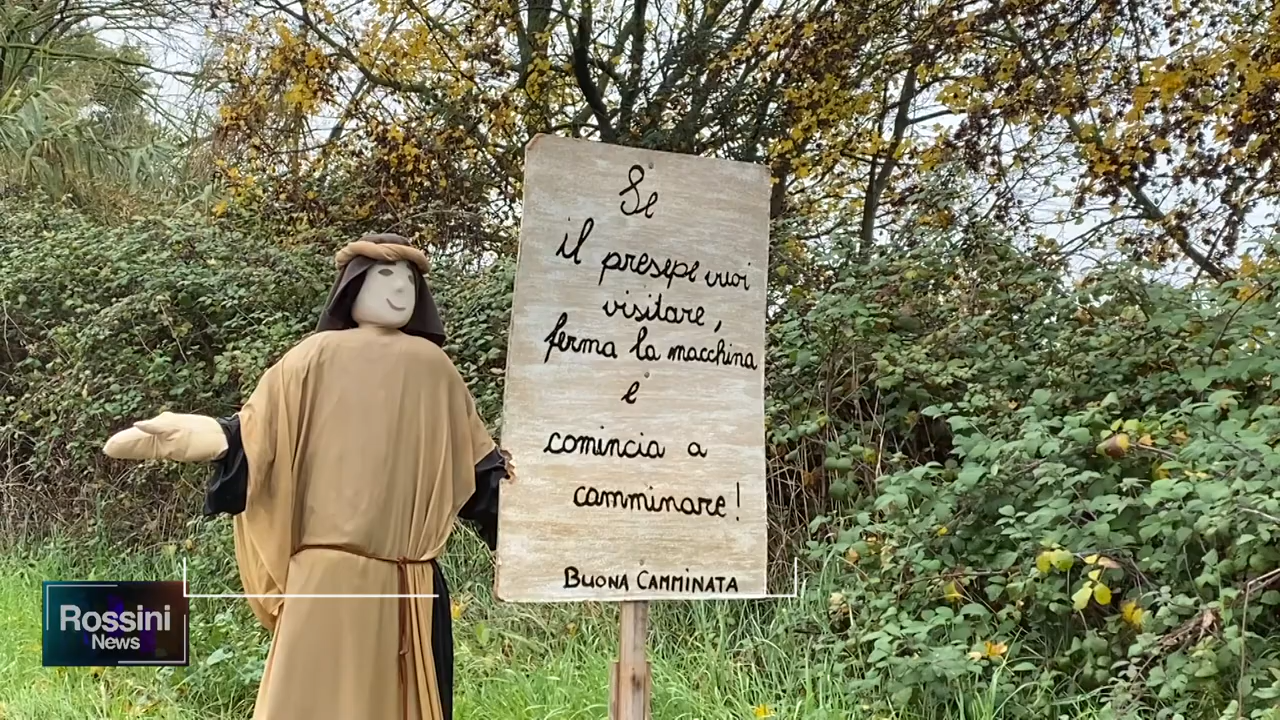 Se
il presepe vuoi
visitare,
ferma la macchina
e
comincia a
camminare!
BUONA CAMMINATA
Rossini
News